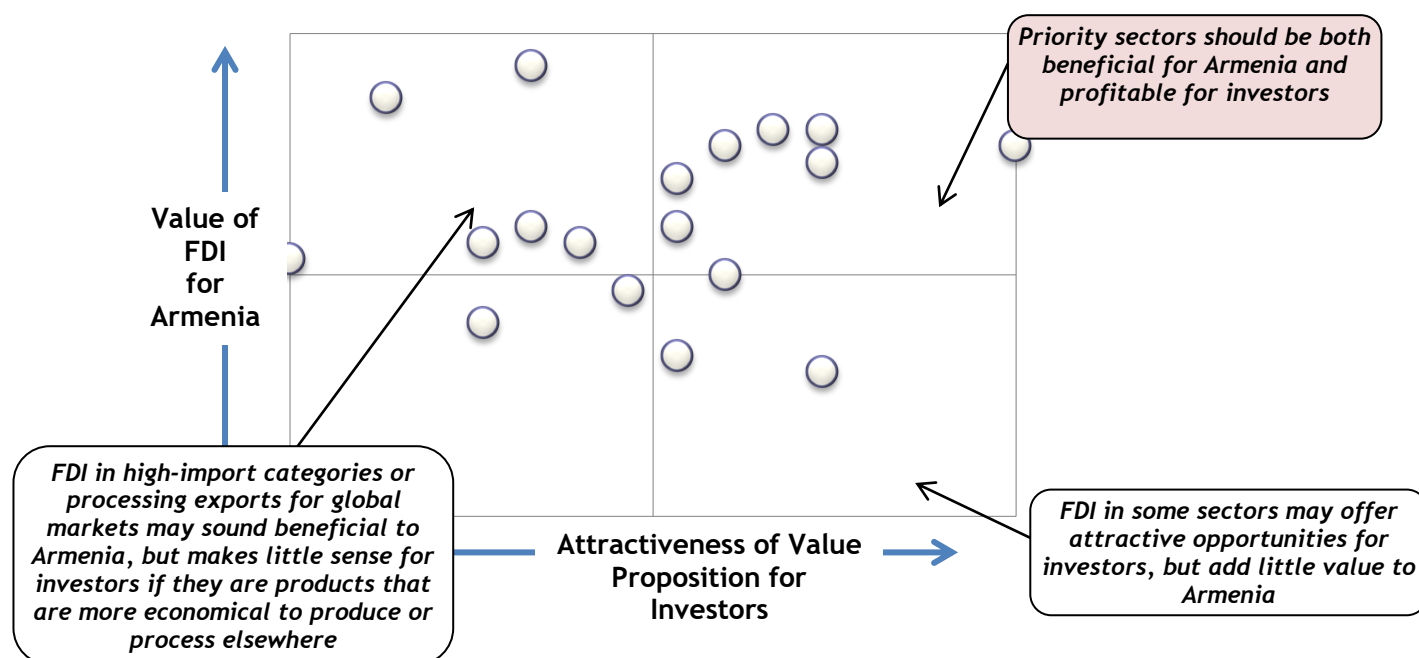 Priority sectors should be both
beneficial for Armenia and
profitable for investors
Value of
FDI
for
Armenia
FDI in high-import categories or
processing exports for global
markets may sound beneficial to
Armenia, but makes little sense for
investors if they are products that
are more economical to produce or
process elsewhere
Attractiveness of Value
Proposition for
Investors
FDI in some sectors may offer
attractive opportunities for
investors, but add little value to
Armenia